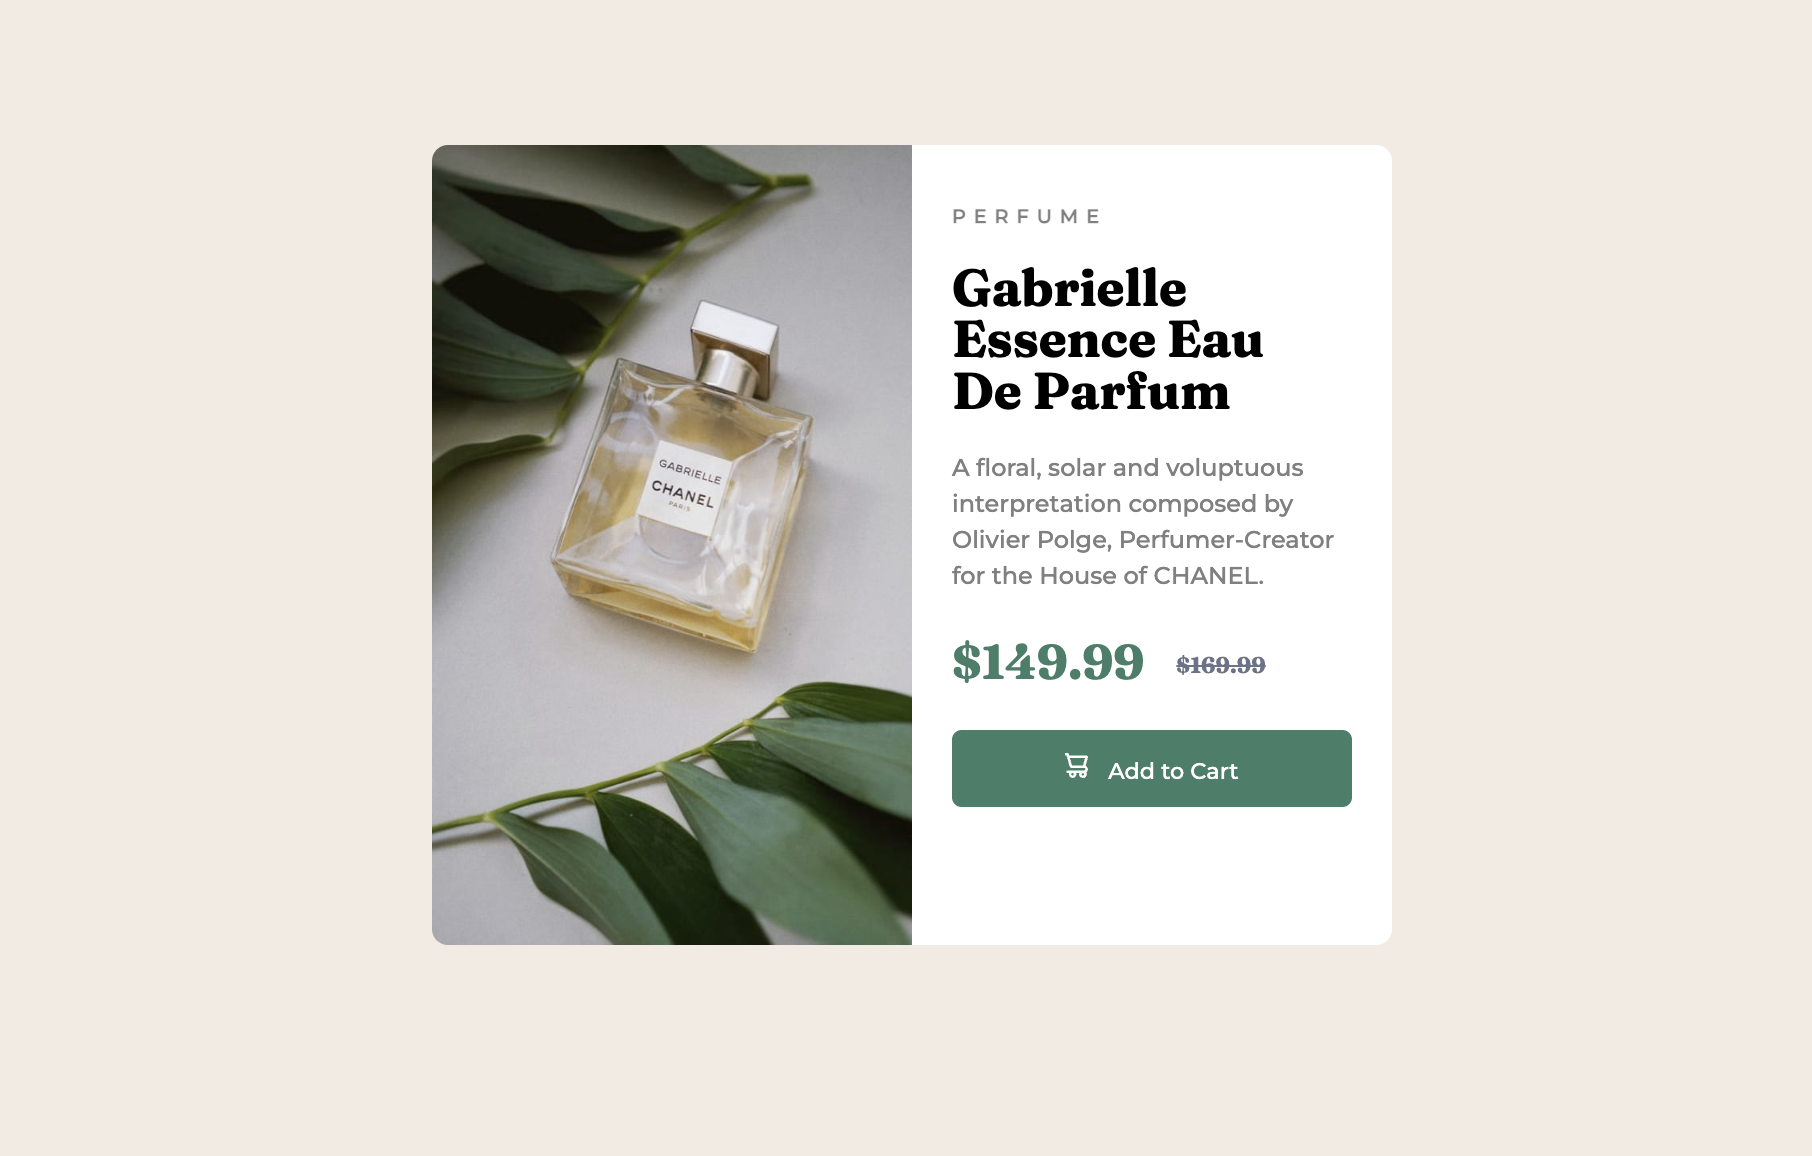 GABRIELLE
CHANEL
PARIS
PERFUME
Gabrielle
Essence Eau
De Parfum
A floral, solar and voluptuous
interpretation composed by
Olivier Polge, Perfumer-Creator
for the House of CHANEL.
$149.99 $169.99
Add to Cart